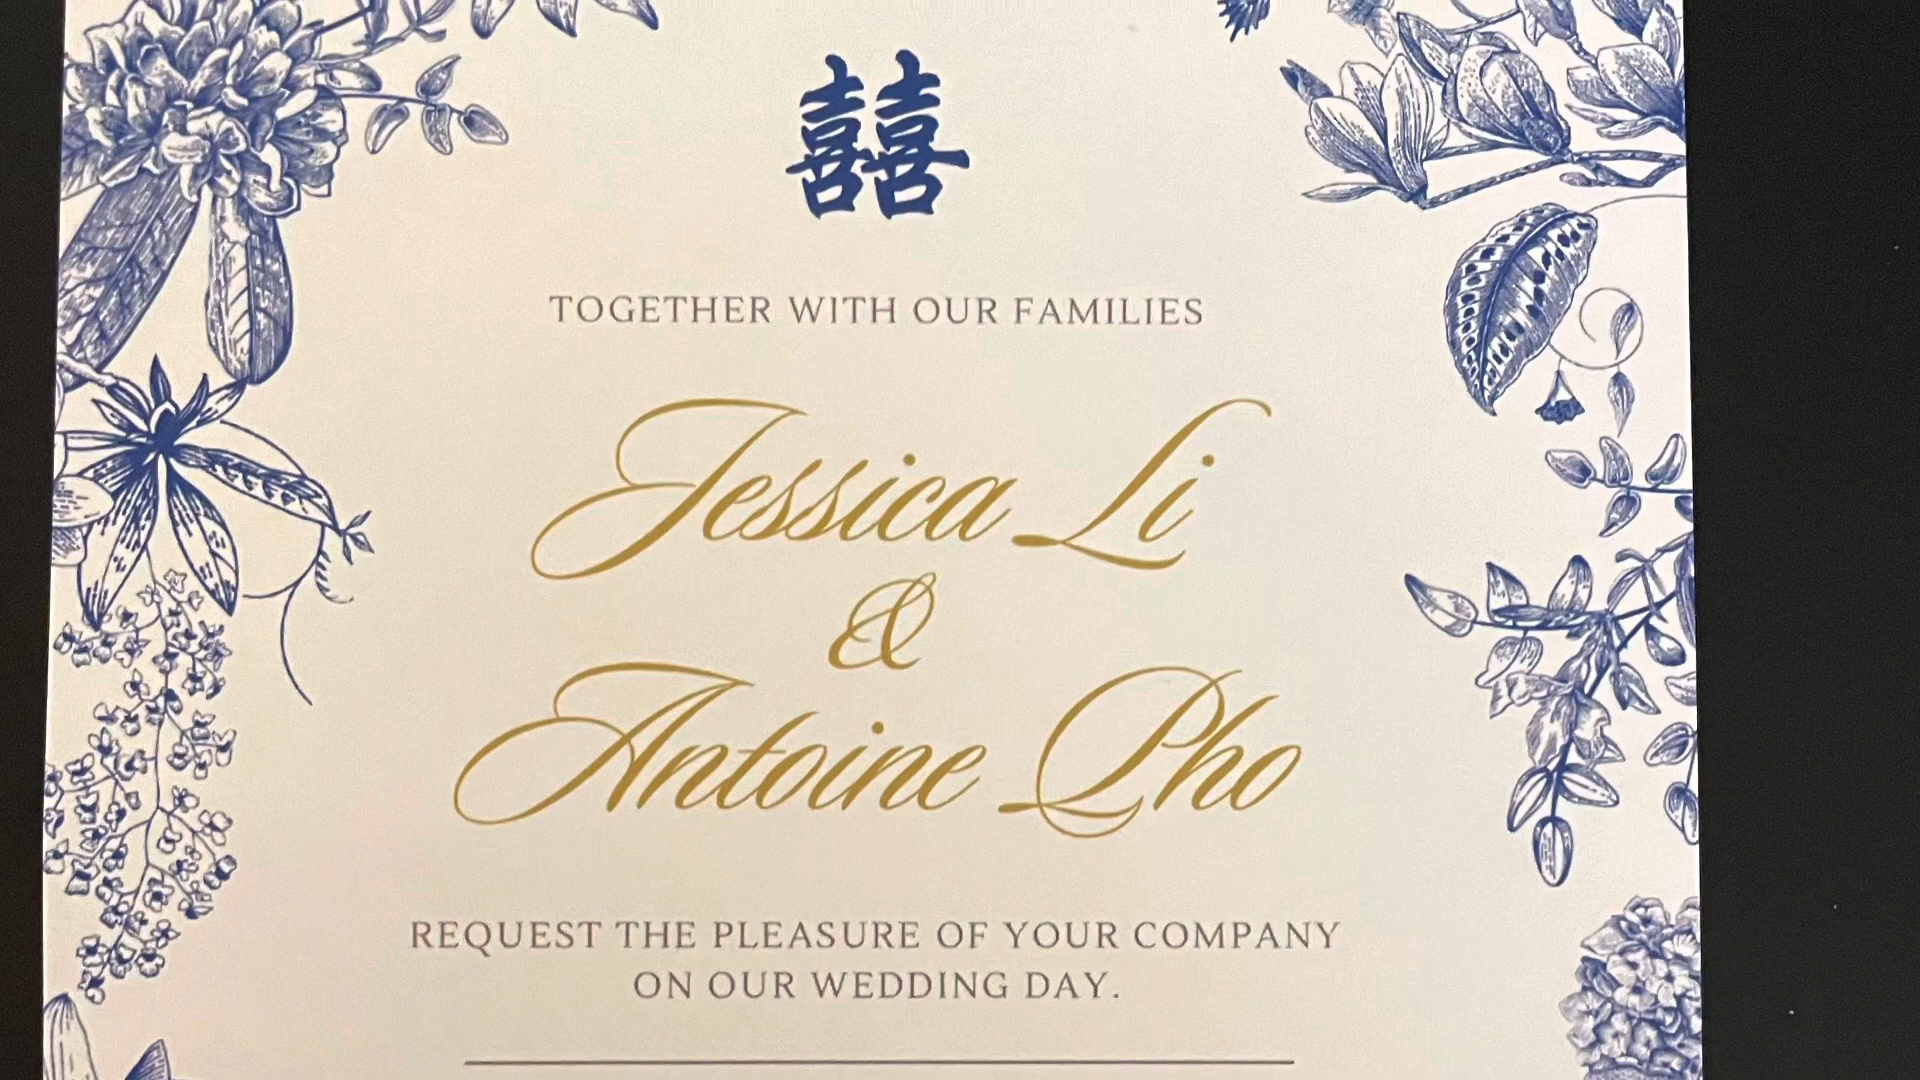 囍
TOGETHER WITH OUR FAMILIES
Jessica Li
&
Antoine Pho
REQUEST THE PLEASURE OF YOUR COMPANY
ON OUR WEDDING DAY.